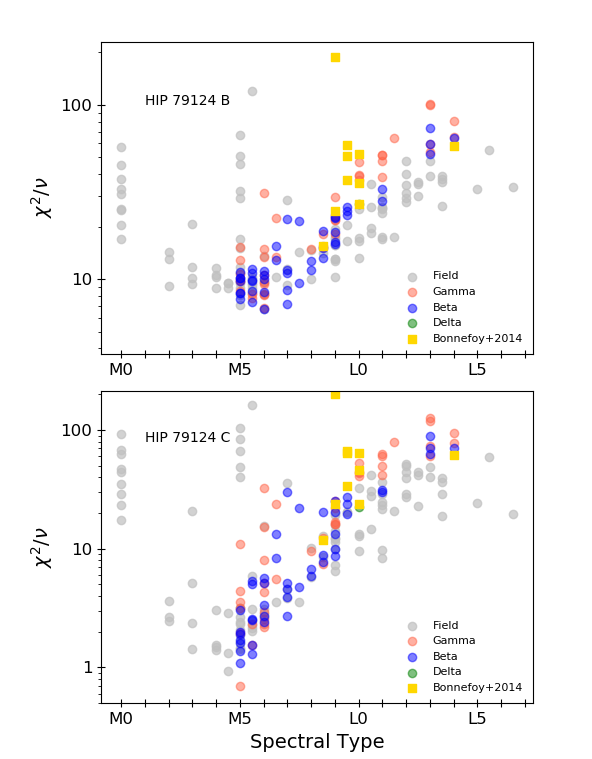 HIP 79124 B
100
10
χ²/ν
Field
Gamma
Beta
Delta
Bonnefoy+2014
M0 M5 L0 L5
HIP 79124 C
100
10
1
χ²/ν
Field
Gamma
Beta
Delta
Bonnefoy+2014
M0 M5 L0 L5
Spectral Type